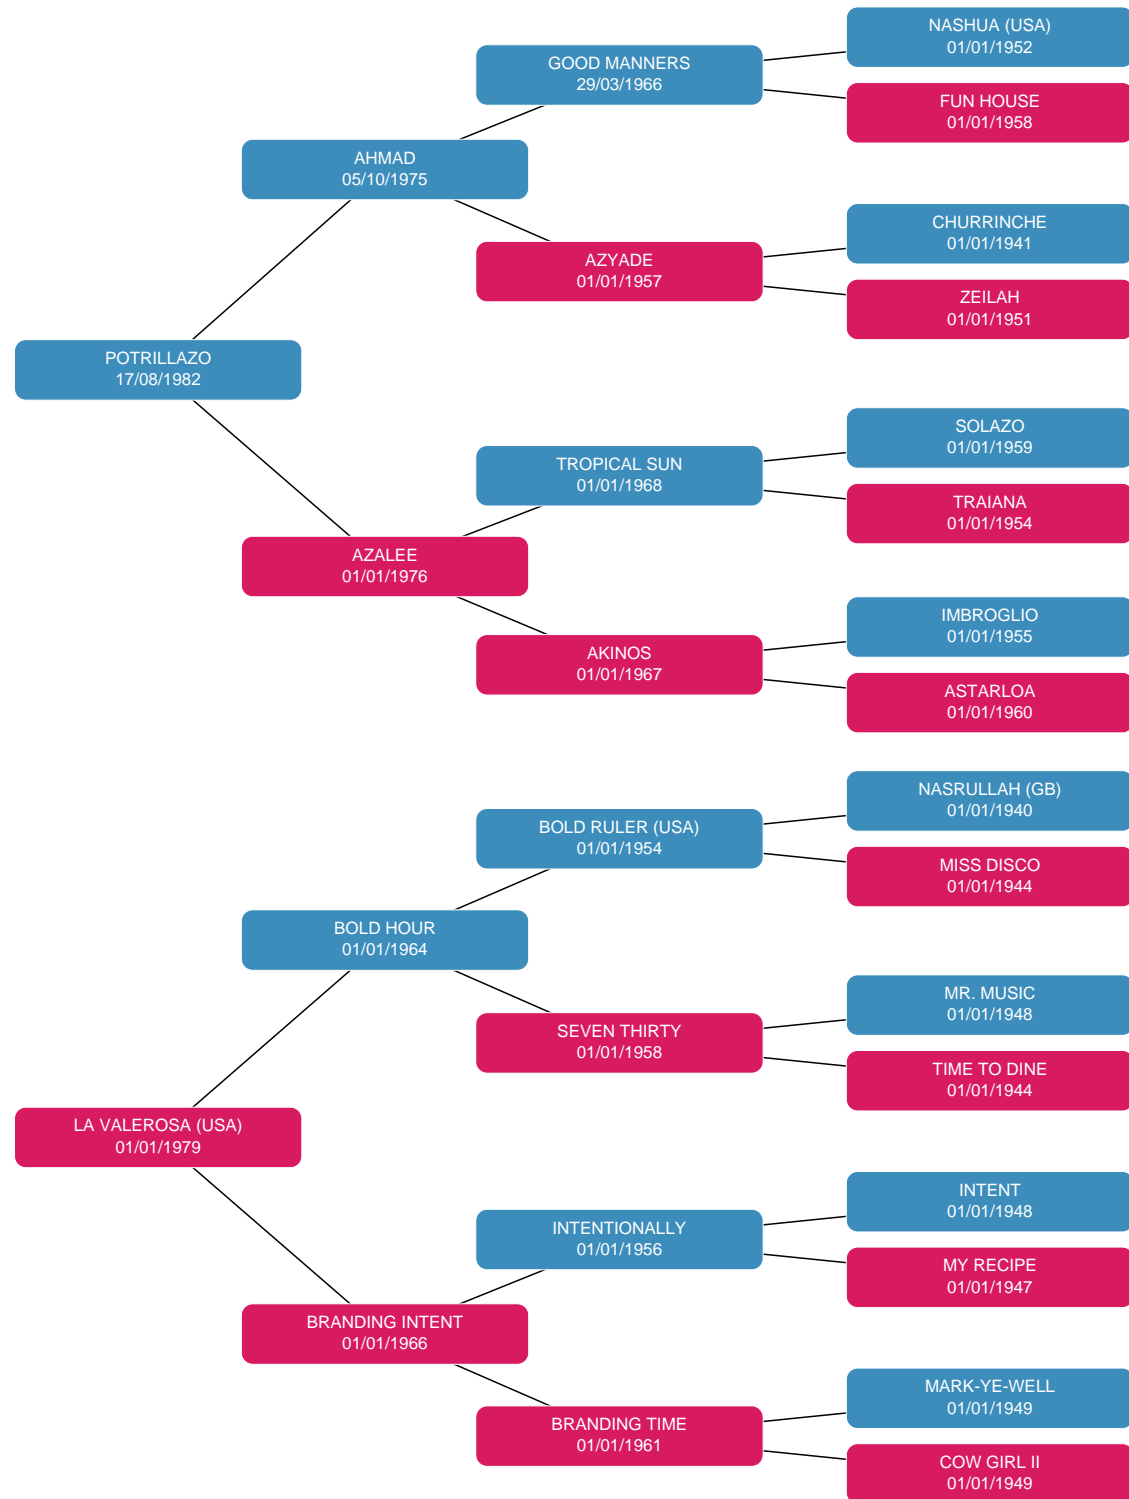 NASHUA (USA)
01/01/1952
GOOD MANNERS
29/03/1966
FUN HOUSE
01/01/1958
AHMAD
05/10/1975
CHURRINCHE
01/01/1941
AZYADE
01/01/1957
ZEILAH
01/01/1951
POTRILLAZO
17/08/1982
SOLAZO
01/01/1959
TROPICAL SUN
01/01/1968
TRAIANA
01/01/1954
AZALEE
01/01/1976
IMBROGLIO
01/01/1955
AKINOS
01/01/1967
ASTARLOA
01/01/1960
NASRULLAH (GB)
01/01/1940
BOLD RULER (USA)
01/01/1954
MISS DISCO
01/01/1944
BOLD HOUR
01/01/1964
MR. MUSIC
01/01/1948
SEVEN THIRTY
01/01/1958
TIME TO DINE
01/01/1944
LA VALEROSA (USA)
01/01/1979
INTENT
01/01/1948
INTENTIONALLY
01/01/1956
MY RECIPE
01/01/1947
BRANDING INTENT
01/01/1966
MARK-YE-WELL
01/01/1949
BRANDING TIME
01/01/1961
COW GIRL II
01/01/1949